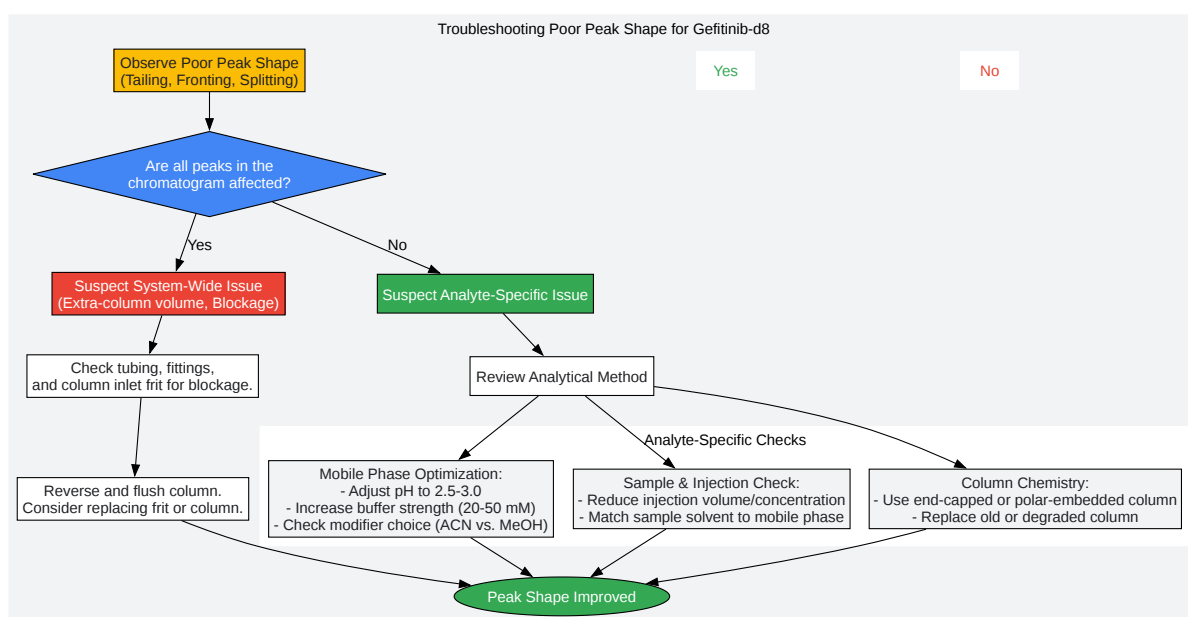 Troubleshooting Poor Peak Shape for Gefitinib-d8
Observe Poor Peak Shape
(Tailing, Fronting, Splitting)
Yes
No
Are all peaks in the
chromatogram affected?
Yes
No
Suspect System-Wide Issue
(Extra-column volume, Blockage)
Suspect Analyte-Specific Issue
Check tubing, fittings,
and column inlet frit for blockage.
Review Analytical Method
Analyte-Specific Checks
Reverse and flush column.
Consider replacing frit or column.
Mobile Phase Optimization:
- Adjust pH to 2.5-3.0
- Increase buffer strength (20-50 mM)
- Check modifier choice (ACN vs. MeOH)
Sample & Injection Check:
- Reduce injection volume/concentration
- Match sample solvent to mobile phase
Column Chemistry:
- Use end-capped or polar-embedded column
- Replace old or degraded column
Peak Shape Improved